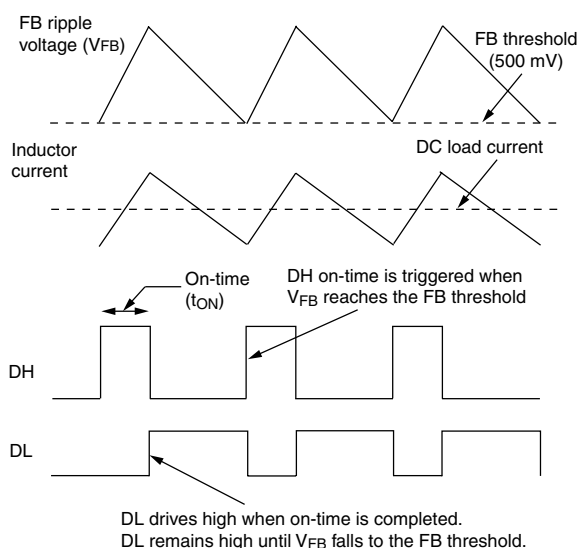 FB ripple
voltage (VFB)
FB threshold
(500 mV)
Inductor
current
DC load current
On-time
(tON)
DH on-time is triggered when
VFB reaches the FB threshold
DH
DL
DL drives high when on-time is completed.
DL remains high until VFB falls to the FB threshold.